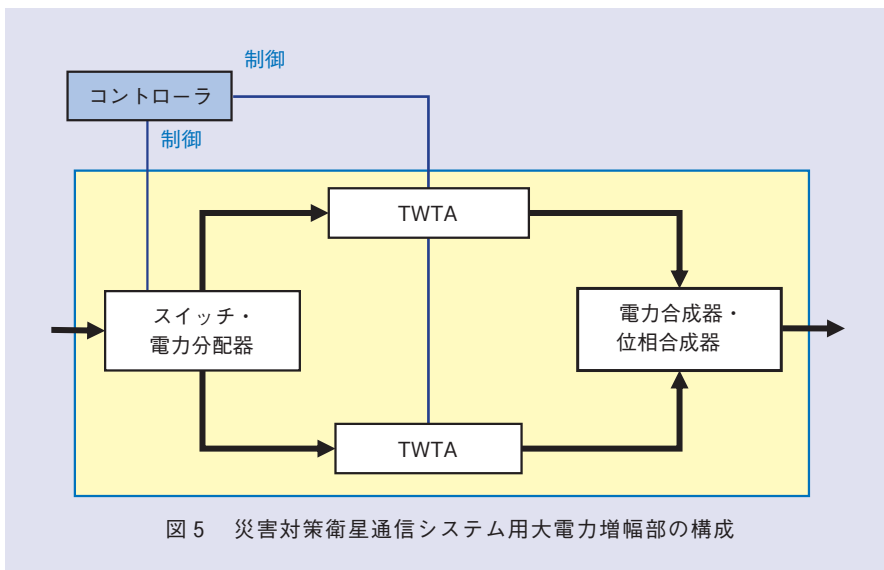 制御
コントローラ
制御
TWTA
スイッチ・
電力分配器
電力合成器・
位相合成器
TWTA
図5 災害対策衛星通信システム用大電力増幅部の構成